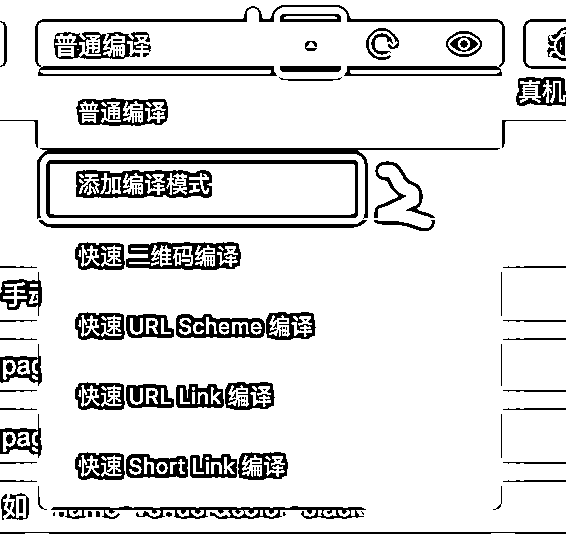 普通编译
真机
普通编译
添加编译模式
快速 二维码编译
手动
快速 URL Scheme 编译
pag
快速 URL Link 编译
pag
快速 Short Link 编译
如